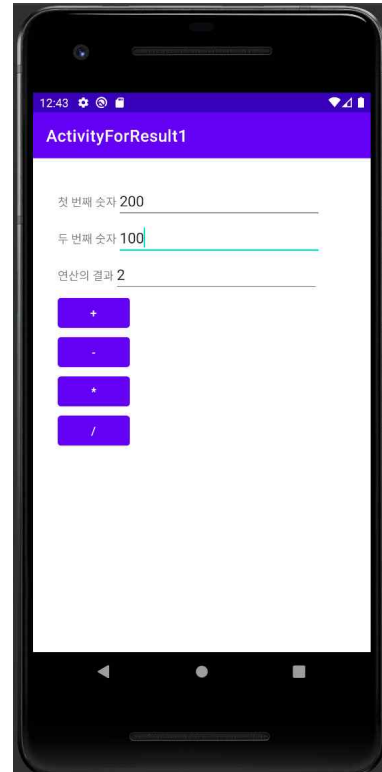 12:43
ActivityForResult1
첫 번째 숫자 200
두 번째 숫자 100
연산의 결과 2
+
-
*
/